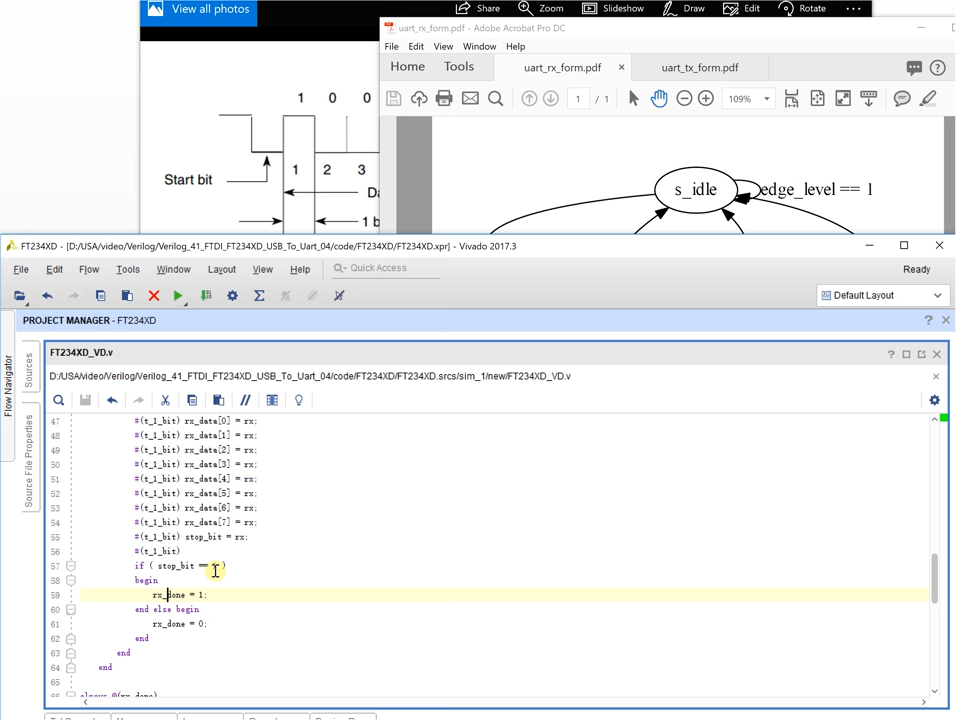 View all photos
Share Zoom Slideshow Draw Edit Rotate ···
uart_rx_form.pdf - Adobe Acrobat Pro DC
File Edit View Window Help
Home Tools uart_rx_form.pdf × uart_tx_form.pdf
1 / 1 109%
1 0 0
Start bit
1 2 3
s_idle
edge_level == 1
FT234XD - [D:/USA/video/Verilog/Verilog_41_FTDI_FT234XD_USB_To_Uart_04/code/FT234XD/FT234XD.xpr] - Vivado 2017.3
File Edit Flow Tools Window Layout View Help Quick Access Ready
Default Layout
PROJECT MANAGER - FT234XD
Flow Navigator
Sources
Source File Properties
FT234XD_VD.v
D:/USA/video/Verilog/Verilog_41_FTDI_FT234XD_USB_To_Uart_04/code/FT234XD/FT234XD.srcs/sim_1/new/FT234XD_VD.v
47 #(t_1_bit) rx_data[0] = rx;
48 #(t_1_bit) rx_data[1] = rx;
49 #(t_1_bit) rx_data[2] = rx;
50 #(t_1_bit) rx_data[3] = rx;
51 #(t_1_bit) rx_data[4] = rx;
52 #(t_1_bit) rx_data[5] = rx;
53 #(t_1_bit) rx_data[6] = rx;
54 #(t_1_bit) rx_data[7] = rx;
55 #(t_1_bit) stop_bit = rx;
56 #(t_1_bit)
57 if ( stop_bit == )
58 begin
59 rx_done = 1;
60 end else begin
61 rx_done = 0;
62 end
63 end
64 end
65
66 always @(rx_done)